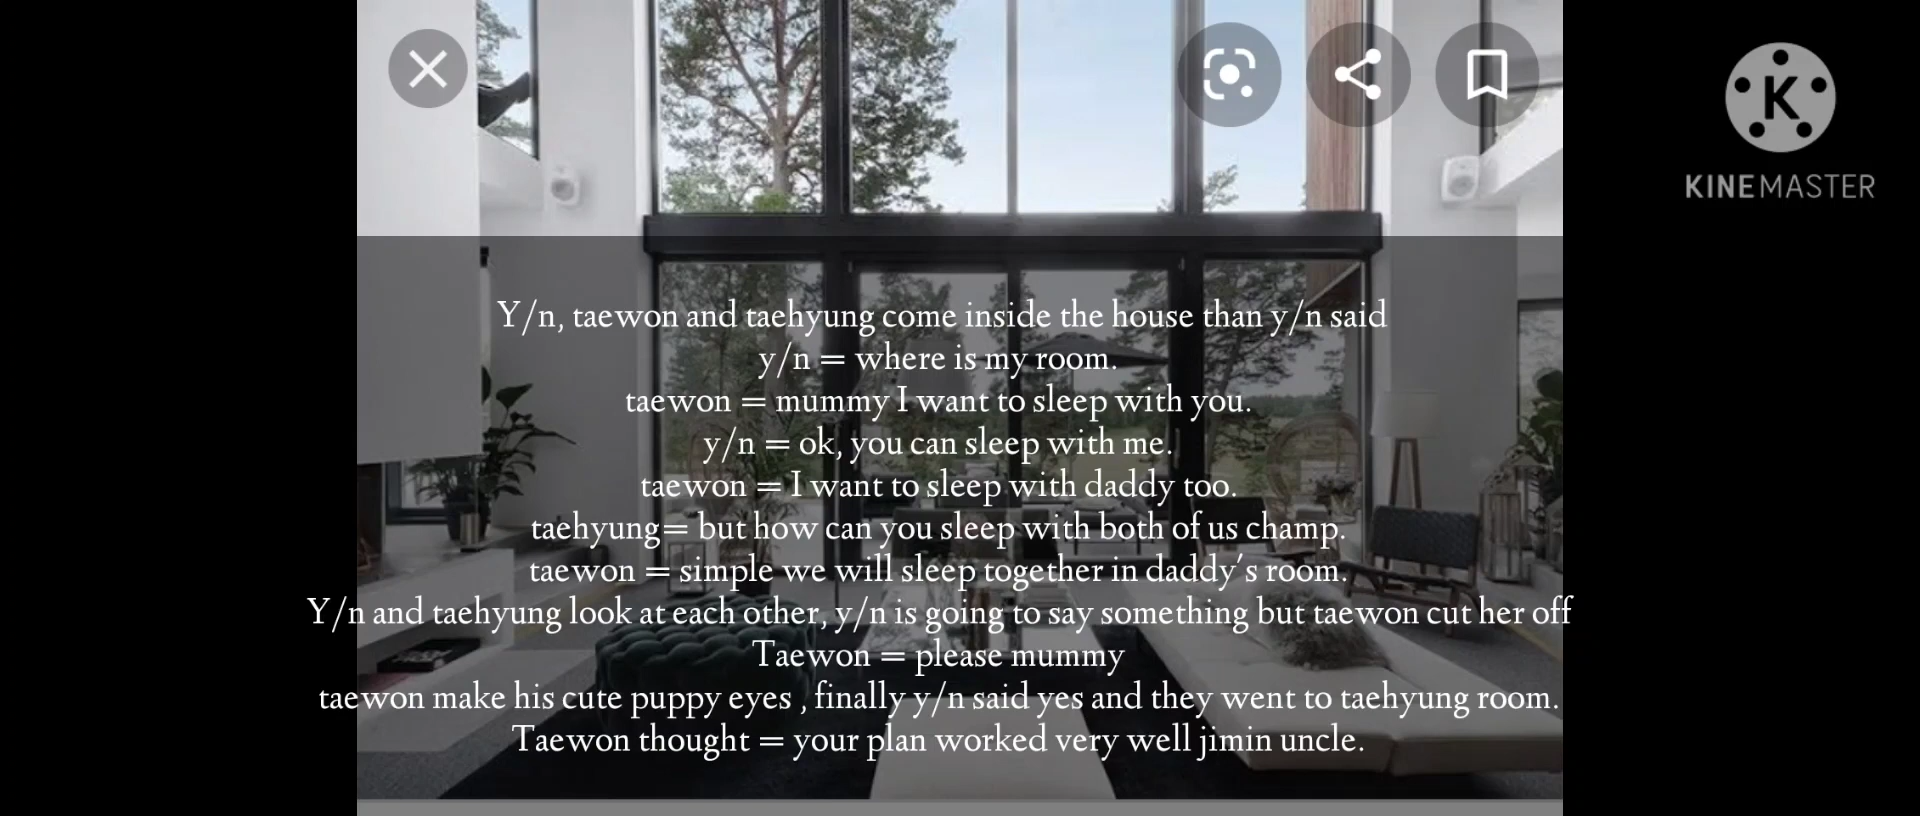 K
KINEMASTER
Y/n, taewon and taehyung come inside the house than y/n said
y/n = where is my room.
taewon = mummy I want to sleep with you.
y/n = ok, you can sleep with me.
taewon = I want to sleep with daddy too.
taehyung= but how can you sleep with both of us champ.
taewon = simple we will sleep together in daddy's room.
Y/n and taehyung look at each other, y/n is going to say something but taewon cut her off
Taewon = please mummy
taewon make his cute puppy eyes , finally y/n said yes and they went to taehyung room.
Taewon thought = your plan worked very well jimin uncle.